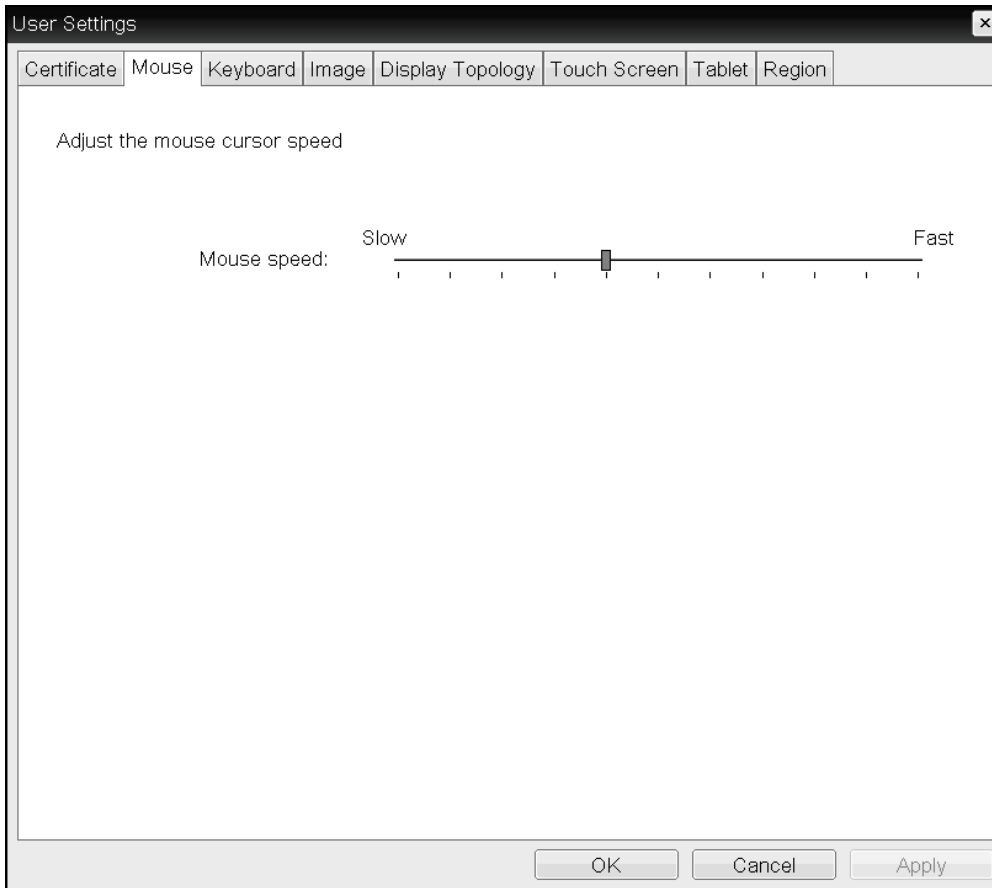 User Settings
Certificate Mouse Keyboard Image Display Topology Touch Screen Tablet Region
Adjust the mouse cursor speed
Slow Fast
Mouse speed:
OK Cancel Apply